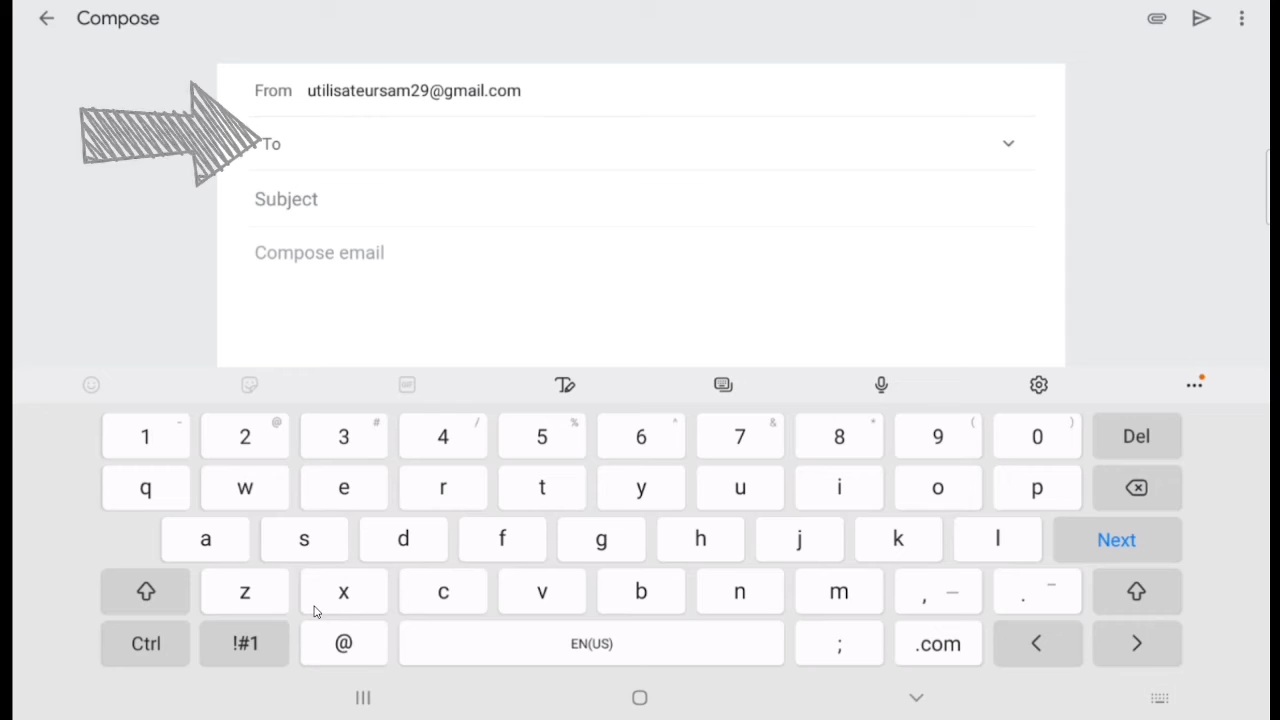 Compose
From utilisateursam29@gmail.com
To
Subject
Compose email
GIF
1 - 2 @ 3 # 4 / 5 % 6 ^ 7 & 8 * 9 ( 0 ) Del
q w e r t y u i o p
a s d f g h j k l Next
z x c v b n m , — . –
Ctrl !#1 @ EN(US) ; .com < >